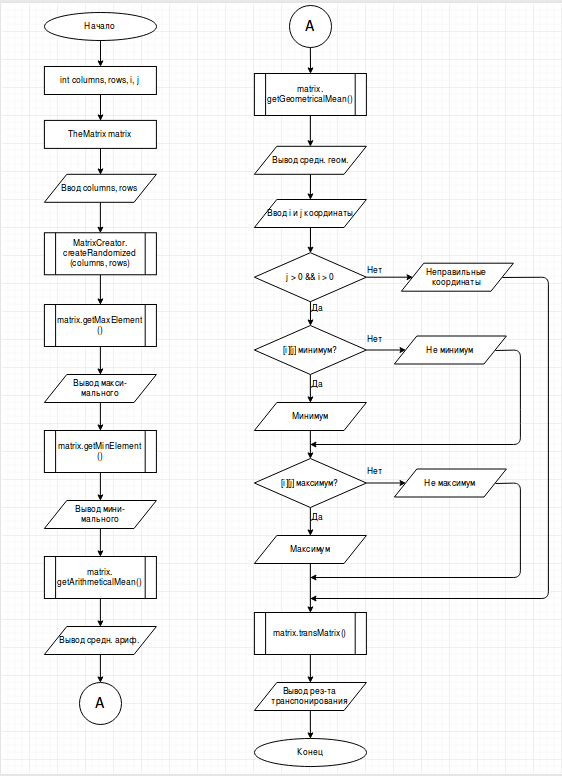 Начало
int columns, rows, i, j
TheMatrix matrix
Ввод columns, rows
MatrixCreator.
createRandomized
(columns, rows)
matrix.getMaxElement
()
Вывод макси-
мального
matrix.getMinElement
()
Вывод мини-
мального
matrix.
getArithmeticalMean()
Вывод средн. ариф.
A
A
matrix.
getGeometricalMean()
Вывод средн. геом.
Ввод i и j координаты
j > 0 && i > 0
Нет
Неправильные
координаты
Да
[i][j] минимум?
Нет
Не минимум
Да
Минимум
[i][j] максимум?
Нет
Не максимум
Да
Максимум
matrix.transMatrix()
Вывод рез-та
транспонирования
Конец